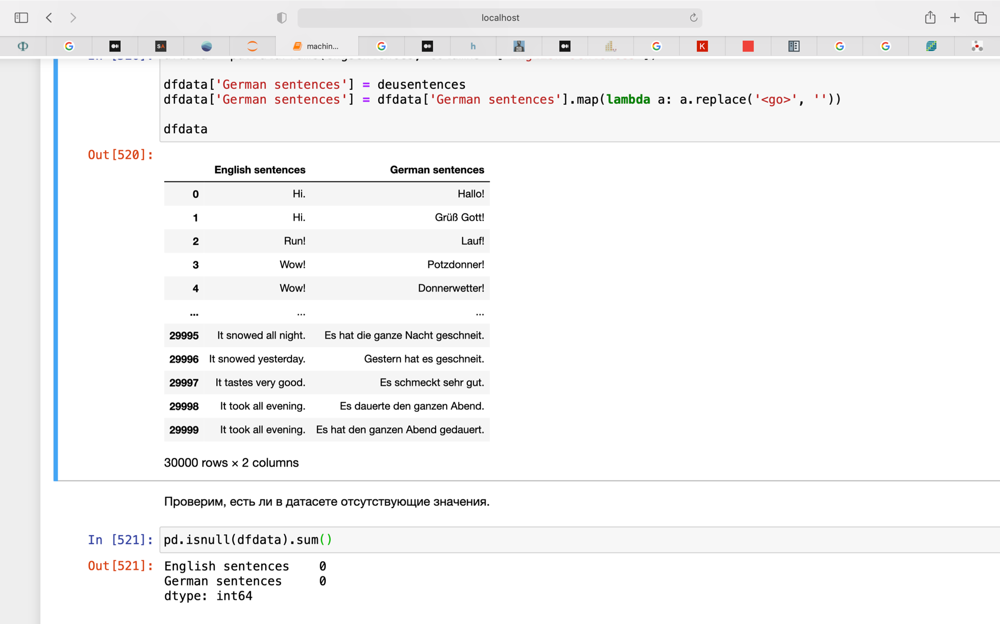 localhost
SA
machin...
h
K
dfdata['German sentences'] = deusentences
dfdata['German sentences'] = dfdata['German sentences'].map(lambda a: a.replace('<go>', ''))
dfdata
Out[520]:
English sentences German sentences
0 Hi. Hallo!
1 Hi. Grüß Gott!
2 Run! Lauf!
3 Wow! Potzdonner!
4 Wow! Donnerwetter!
... ... ...
29995 It snowed all night. Es hat die ganze Nacht geschneit.
29996 It snowed yesterday. Gestern hat es geschneit.
29997 It tastes very good. Es schmeckt sehr gut.
29998 It took all evening. Es dauerte den ganzen Abend.
29999 It took all evening. Es hat den ganzen Abend gedauert.
30000 rows × 2 columns
Проверим, есть ли в датасете отсутствующие значения.
In [521]: pd.isnull(dfdata).sum()
Out[521]: English sentences 0
German sentences 0
dtype: int64